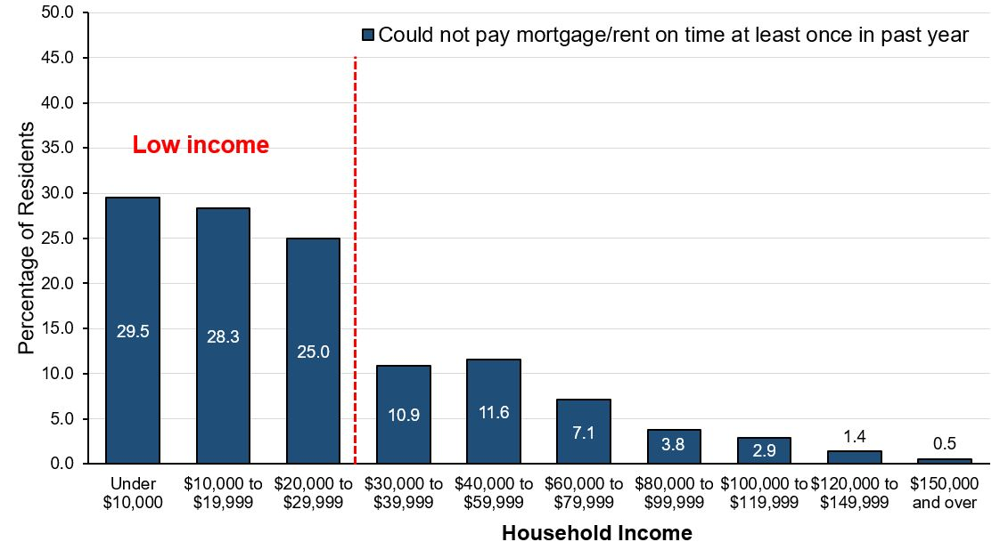 50.0
45.0
40.0
35.0
30.0
25.0
20.0
15.0
10.0
5.0
0.0
Percentage of Residents
Could not pay mortgage/rent on time at least once in past year
Low income
29.5
28.3
25.0
10.9
11.6
7.1
3.8
2.9
1.4
0.5
Under
$10,000
$10,000 to
$19,999
$20,000 to
$29,999
$30,000 to
$39,999
$40,000 to
$59,999
$60,000 to
$79,999
$80,000 to
$99,999
$100,000 to
$119,999
$120,000 to
$149,999
$150,000
and over
Household Income